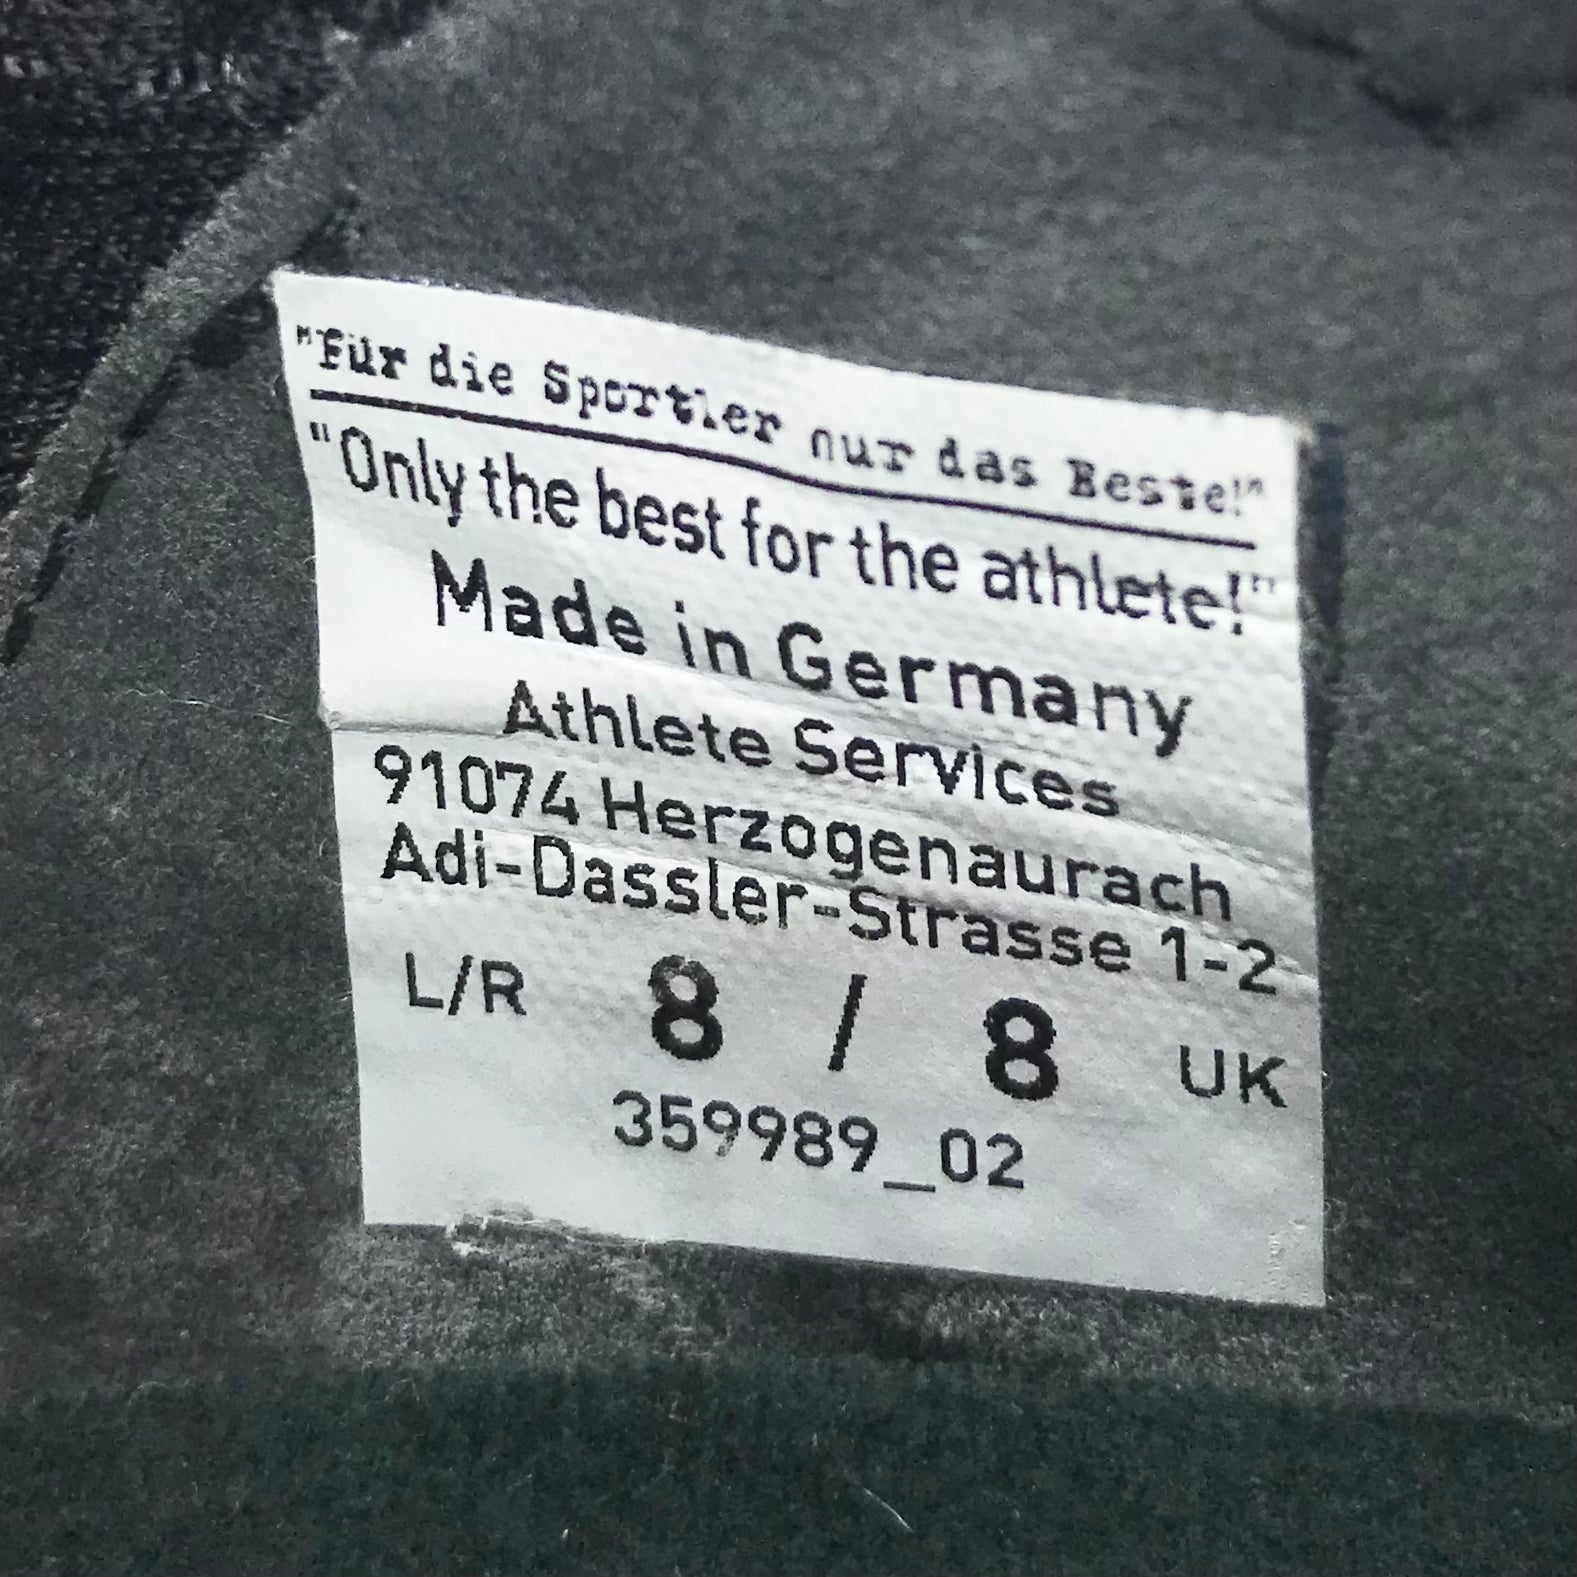 "für die Sportler nur das Beste!"
"Only the best for the athlete!"
Made in Germany
Athlete Services
91074 Herzogenaurach
Adi-Dassler-Strasse 1-2
L/R 8 / 8 UK
359989_02